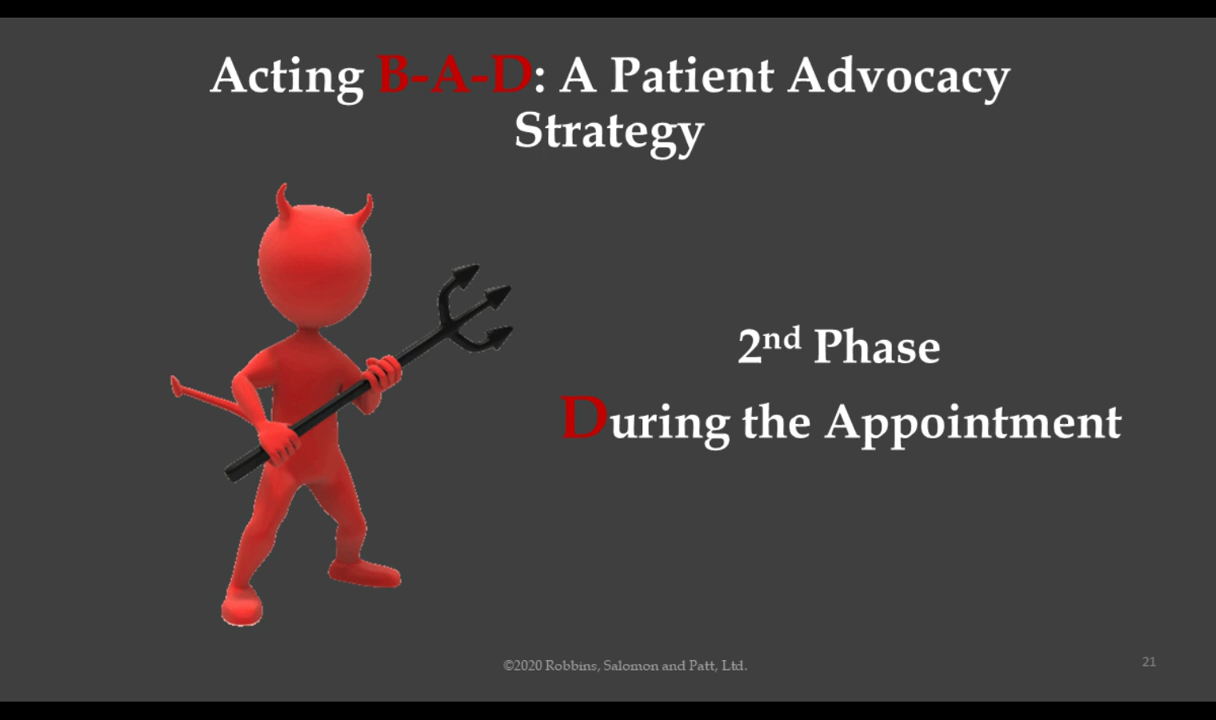 Acting B-A-D: A Patient Advocacy
Strategy
2nd Phase
During the Appointment
©2020 Robbins, Salomon and Patt, Ltd.
21